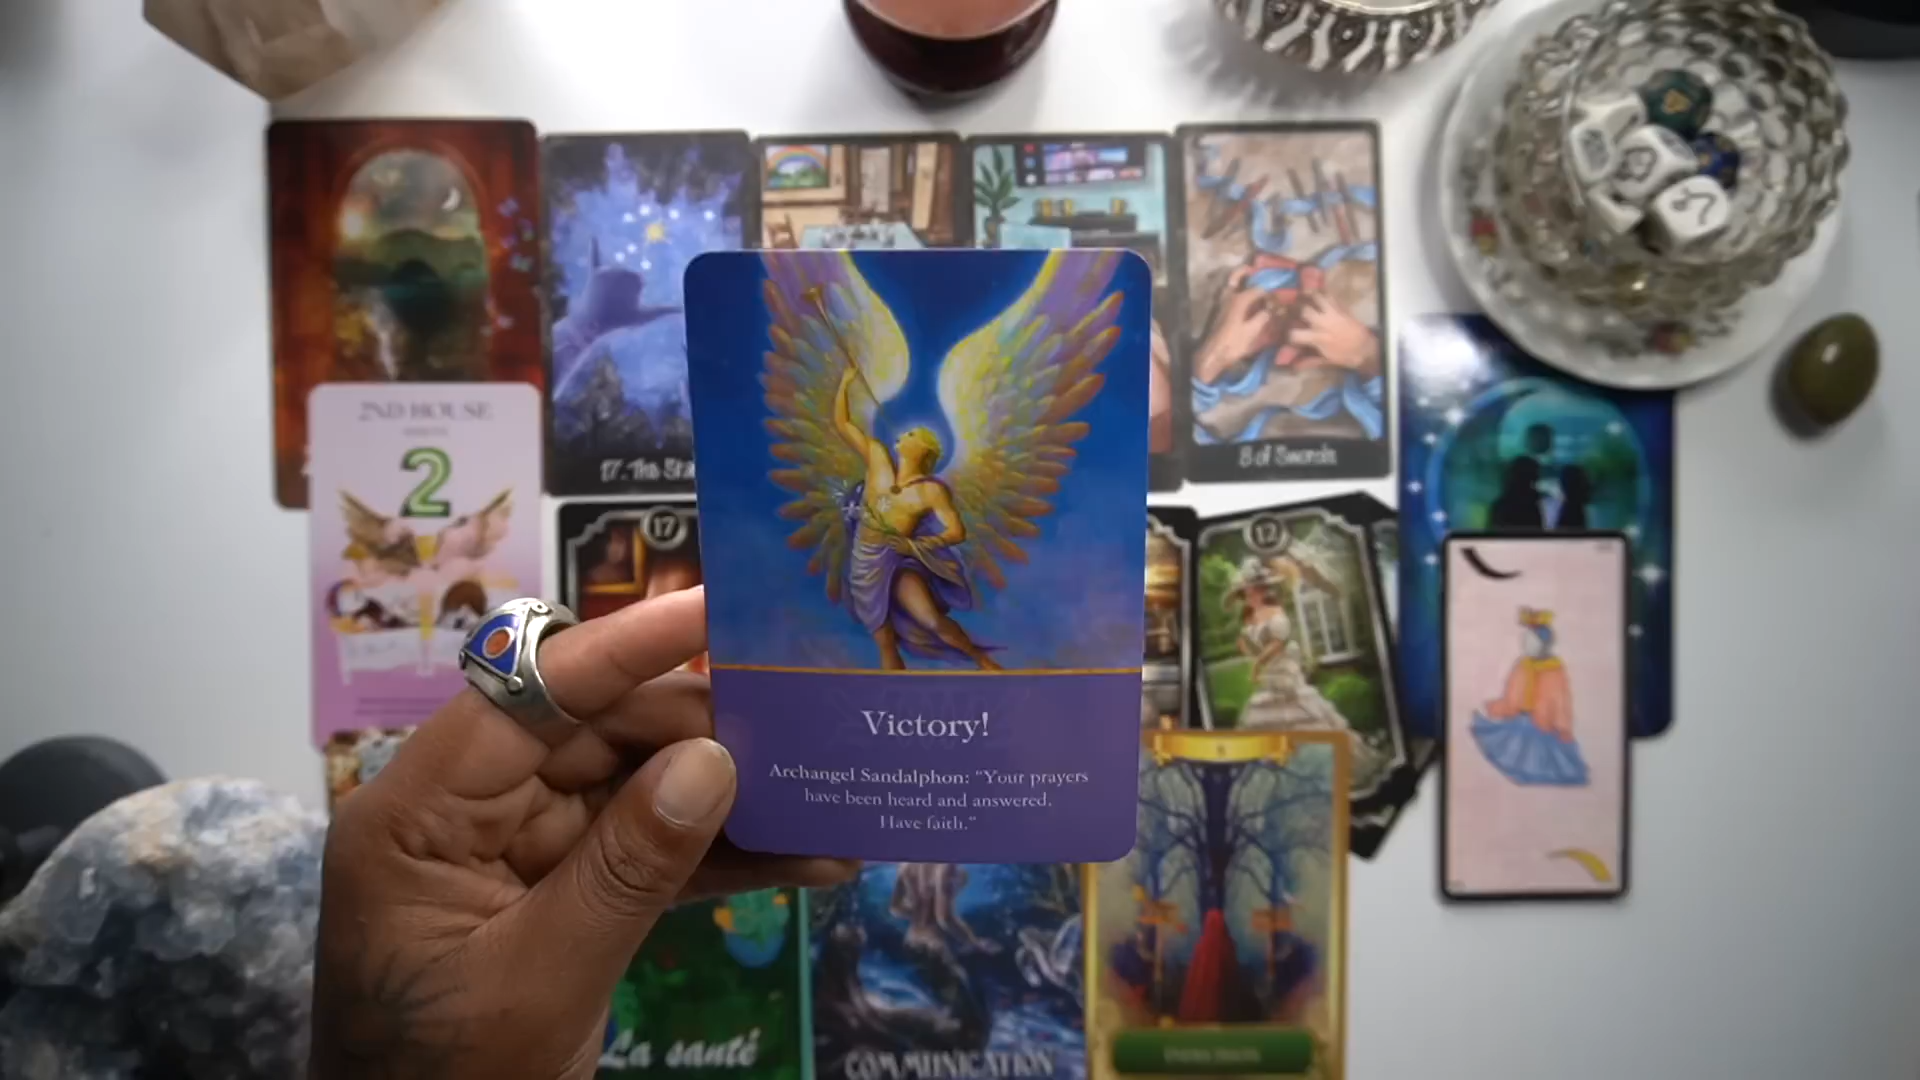 17. The Sta
8 of Swords
2ND HOUSE
2
17
12
Victory!
Archangel Sandalphon: "Your prayers
have been heard and answered.
Have faith."
La santé
COMMUNICATION